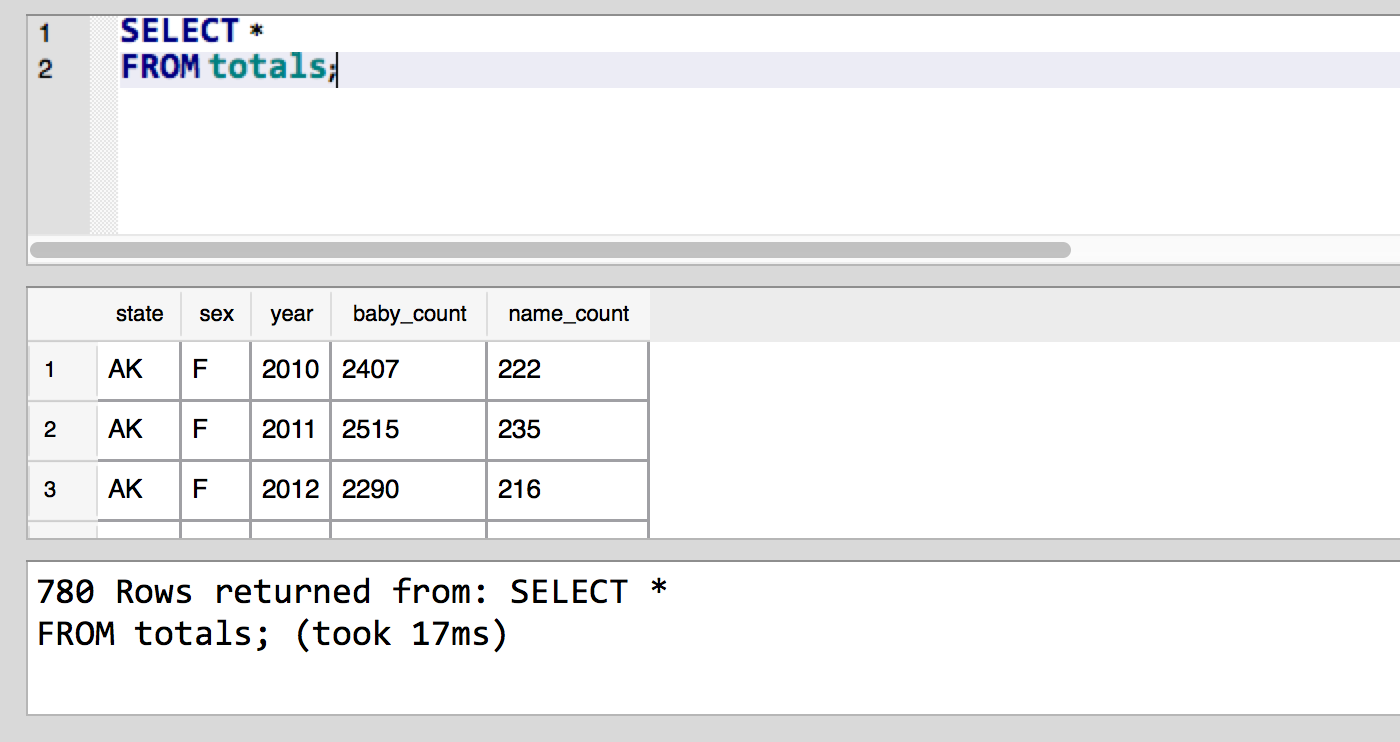 1 SELECT *
2 FROM totals;
state sex year baby_count name_count
1 AK F 2010 2407 222
2 AK F 2011 2515 235
3 AK F 2012 2290 216
780 Rows returned from: SELECT *
FROM totals; (took 17ms)